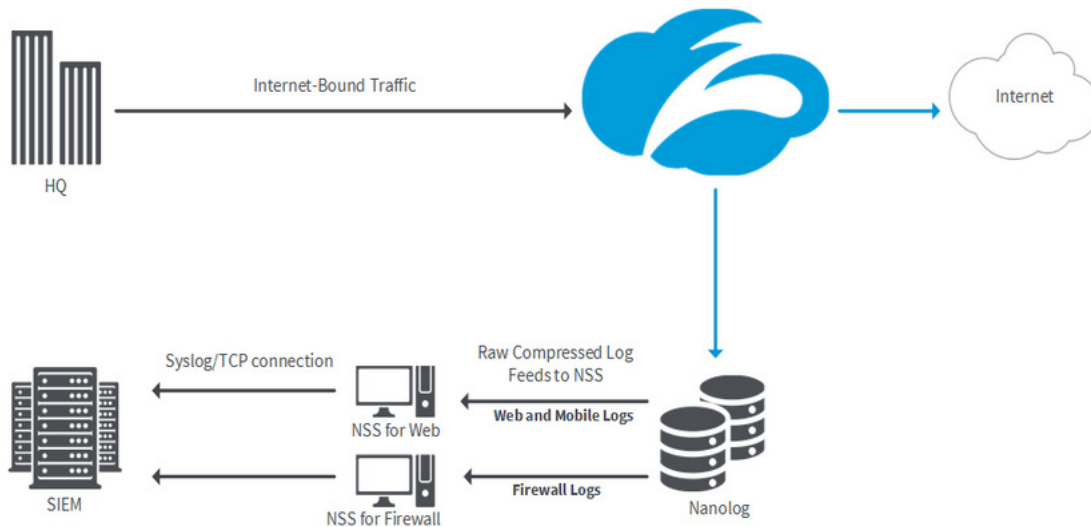 Internet-Bound Traffic
Internet
HQ
Syslog/TCP connection
Raw Compressed Log
Feeds to NSS
Web and Mobile Logs
NSS for Web
Firewall Logs
SIEM
NSS for Firewall
Nanolog